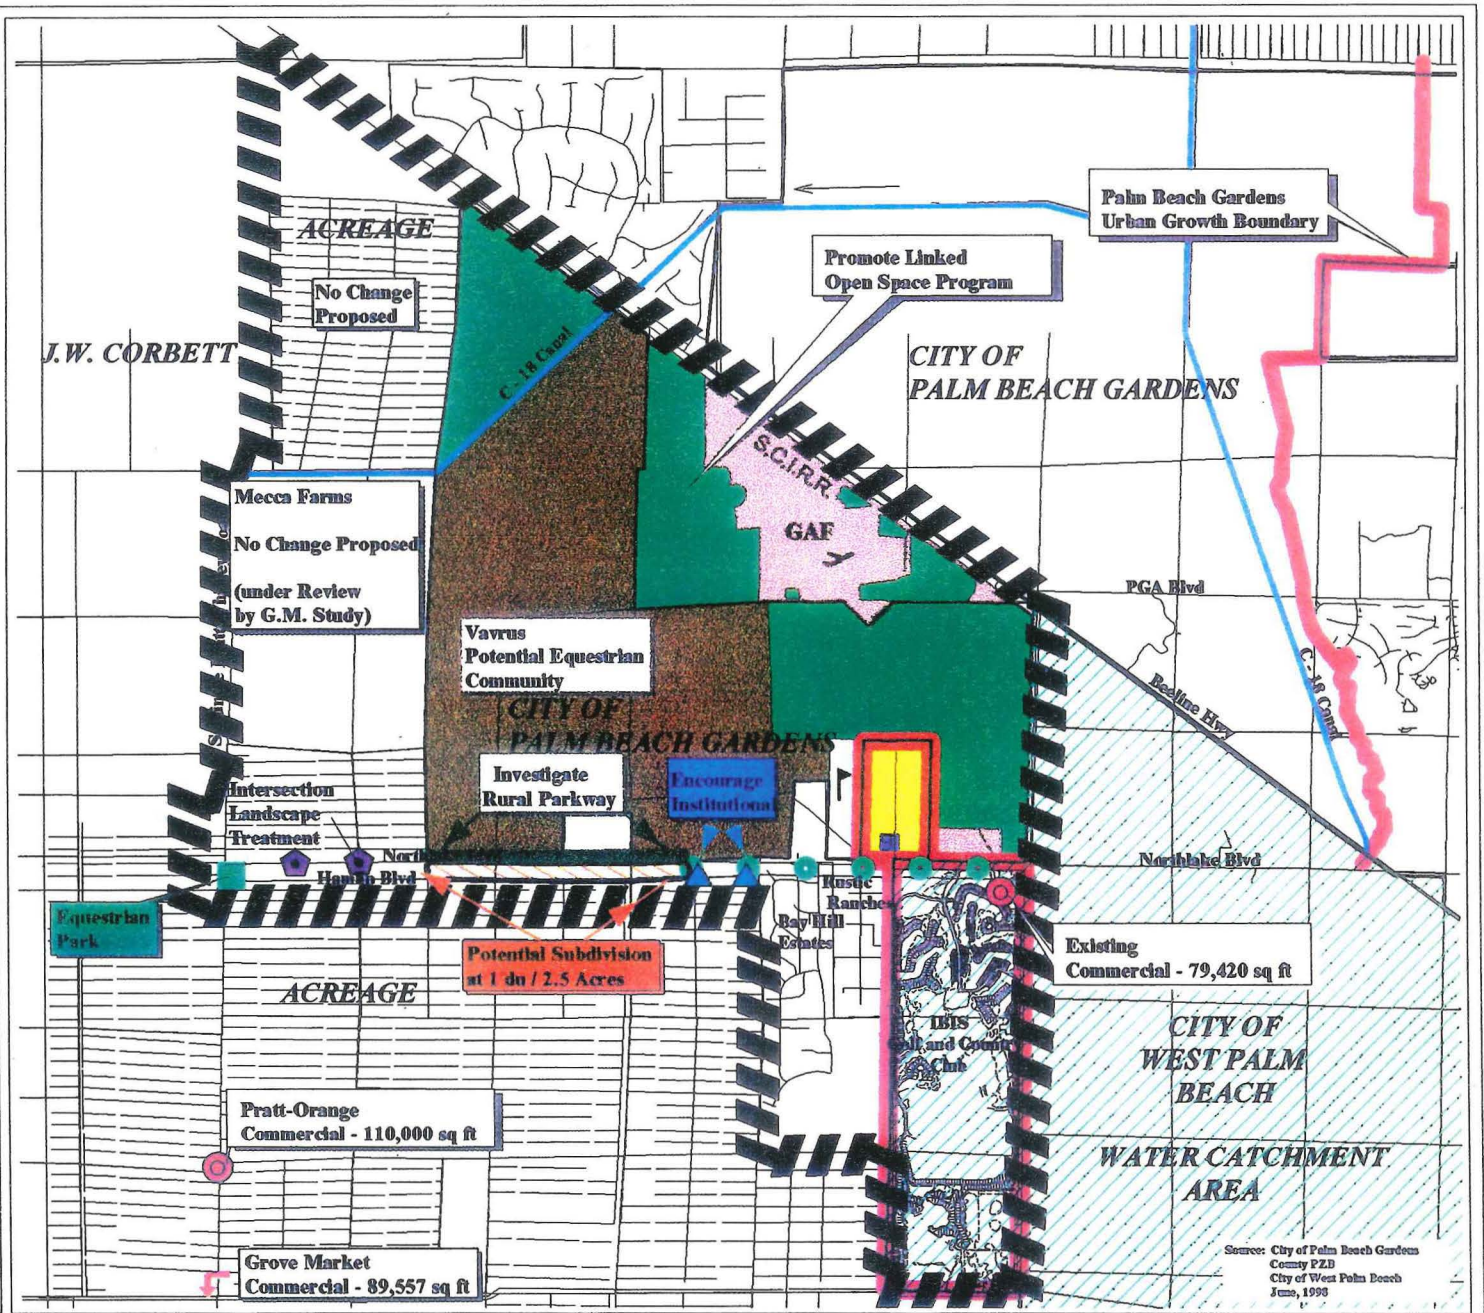 Palm Beach Gardens
Urban Growth Boundary
ACREAGE
Promote Linked
Open Space Program
No Change
Proposed
J.W. CORBETT
CITY OF
PALM BEACH GARDENS
C - 18 Canal
S.C.I.R.R.
Mecca Farms
No Change Proposed
(under Review
by G.M. Study)
GAF
PGA Blvd
Vavrus
Potential Equestrian
Community
CITY OF
PALM BEACH GARDENS
C - 18 Canal
Beeline Hwy
Investigate
Rural Parkway
Encourage
Institutional
Intersection
Landscape
Treatment
Hamlin Blvd
Northlake Blvd
Rustic
Ranches
Equestrian
Park
Bay Hill
Estates
Potential Subdivision
at 1 du / 2.5 Acres
Existing
Commercial - 79,420 sq ft
ACREAGE
IBIS
Golf and Country
Club
CITY OF
WEST PALM
BEACH
Pratt-Orange
Commercial - 110,000 sq ft
WATER CATCHMENT
AREA
Grove Market
Commercial - 89,557 sq ft
Source: City of Palm Beach Gardens
County PZB
City of West Palm Beach
June, 1998